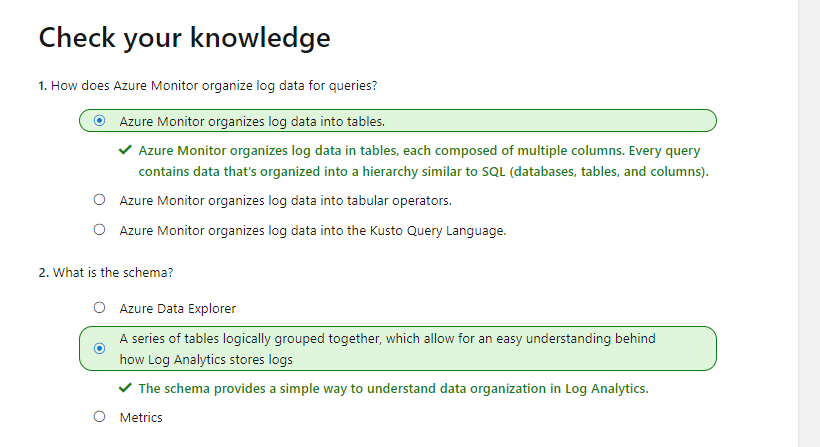 Check your knowledge
1. How does Azure Monitor organize log data for queries?
Azure Monitor organizes log data into tables.
Azure Monitor organizes log data in tables, each composed of multiple columns. Every query
contains data that's organized into a hierarchy similar to SQL (databases, tables, and columns).
Azure Monitor organizes log data into tabular operators.
Azure Monitor organizes log data into the Kusto Query Language.
2. What is the schema?
Azure Data Explorer
A series of tables logically grouped together, which allow for an easy understanding behind
how Log Analytics stores logs
The schema provides a simple way to understand data organization in Log Analytics.
Metrics